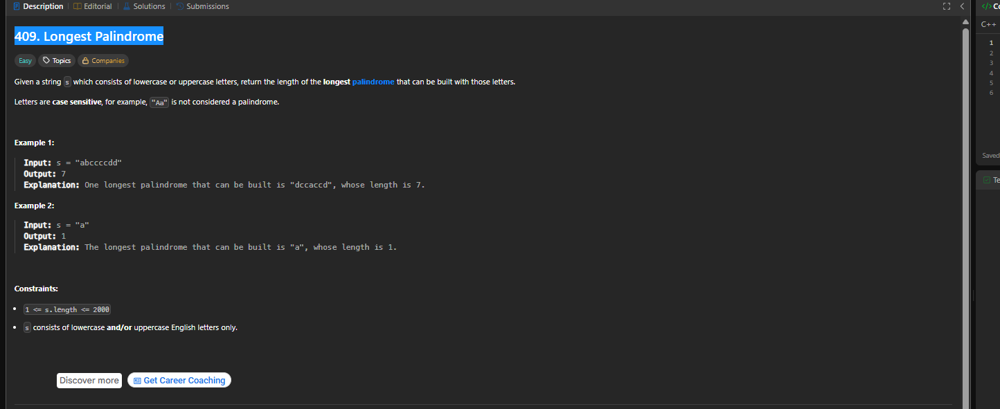 Description | Editorial | Solutions | Submissions
409. Longest Palindrome
Easy Topics Companies
Given a string s which consists of lowercase or uppercase letters, return the length of the longest palindrome that can be built with those letters.
Letters are case sensitive, for example, "Aa" is not considered a palindrome.
Example 1:
Input: s = "abccccdd"
Output: 7
Explanation: One longest palindrome that can be built is "dccaccd", whose length is 7.
Example 2:
Input: s = "a"
Output: 1
Explanation: The longest palindrome that can be built is "a", whose length is 1.
Constraints:
1 <= s.length <= 2000
s consists of lowercase and/or uppercase English letters only.
Discover more Get Career Coaching
</> Co
C++
1
2
3
4
5
6
Saved
Te